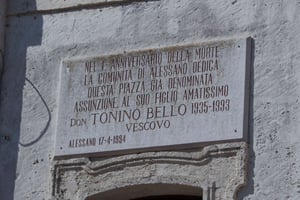 NEL 1° ANNIVERSARIO DELLA MORTE
LA COMUNITÀ DI ALESSANO DEDICA
QUESTA PIAZZA, GIÀ DENOMINATA
ASSUNZIONE, AL SUO FIGLIO AMATISSIMO
DON TONINO BELLO 1935-1993
VESCOVO
ALESSANO 17-4-1994